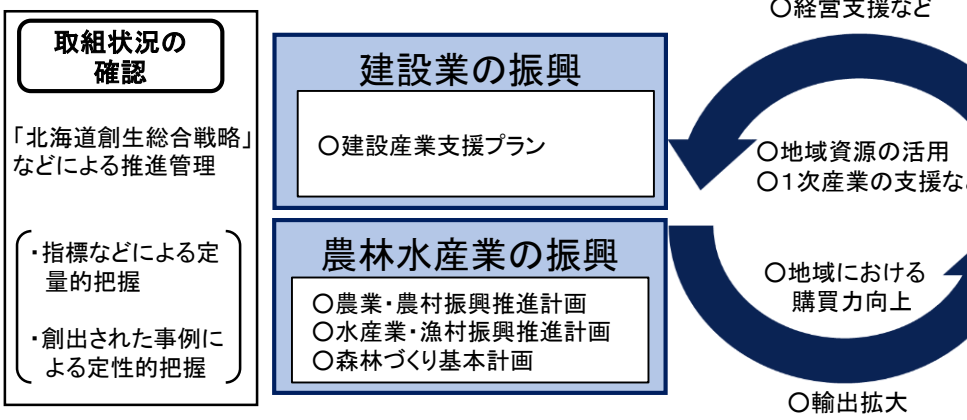 取組状況の
確認
「北海道創生総合戦略」
などによる推進管理
・指標などによる定
量的把握
・創出された事例に
よる定性的把握
建設業の振興
〇建設産業支援プラン
農林水産業の振興
〇農業・農村振興推進計画
〇水産業・漁村振興推進計画
〇森林づくり基本計画
〇経営支援など
〇地域資源の活用
〇1次産業の支援な
〇地域における
購買力向上
〇輸出拡大